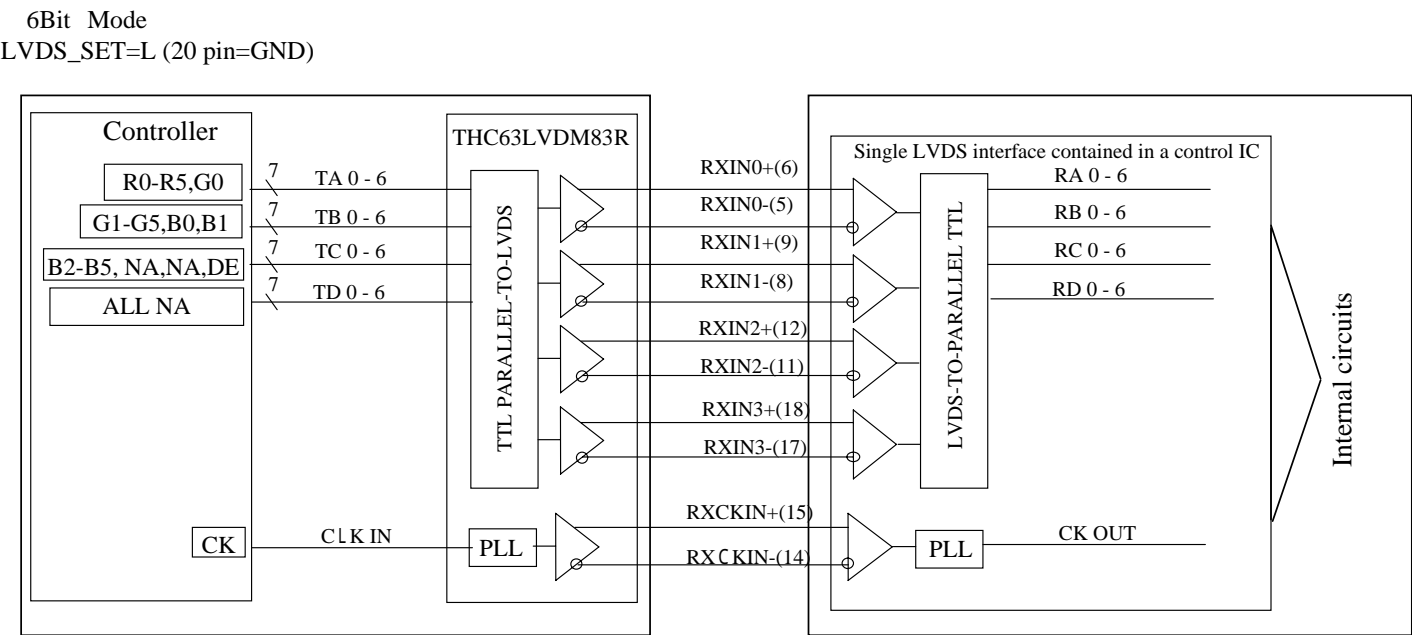 6Bit Mode
LVDS_SET=L (20 pin=GND)
Controller
R0-R5,G0
G1-G5,B0,B1
B2-B5, NA,NA,DE
ALL NA
CK
7
TA 0 - 6
7
TB 0 - 6
7
TC 0 - 6
7
TD 0 - 6
CLK IN
THC63LVDM83R
TTL PARALLEL-TO-LVDS
PLL
RXIN0+(6)
RXIN0-(5)
RXIN1+(9)
RXIN1-(8)
RXIN2+(12)
RXIN2-(11)
RXIN3+(18)
RXIN3-(17)
RXCKIN+(15)
RXCKIN-(14)
Single LVDS interface contained in a control IC
LVDS-TO-PARALLEL TTL
PLL
RA 0 - 6
RB 0 - 6
RC 0 - 6
RD 0 - 6
CK OUT
Internal circuits